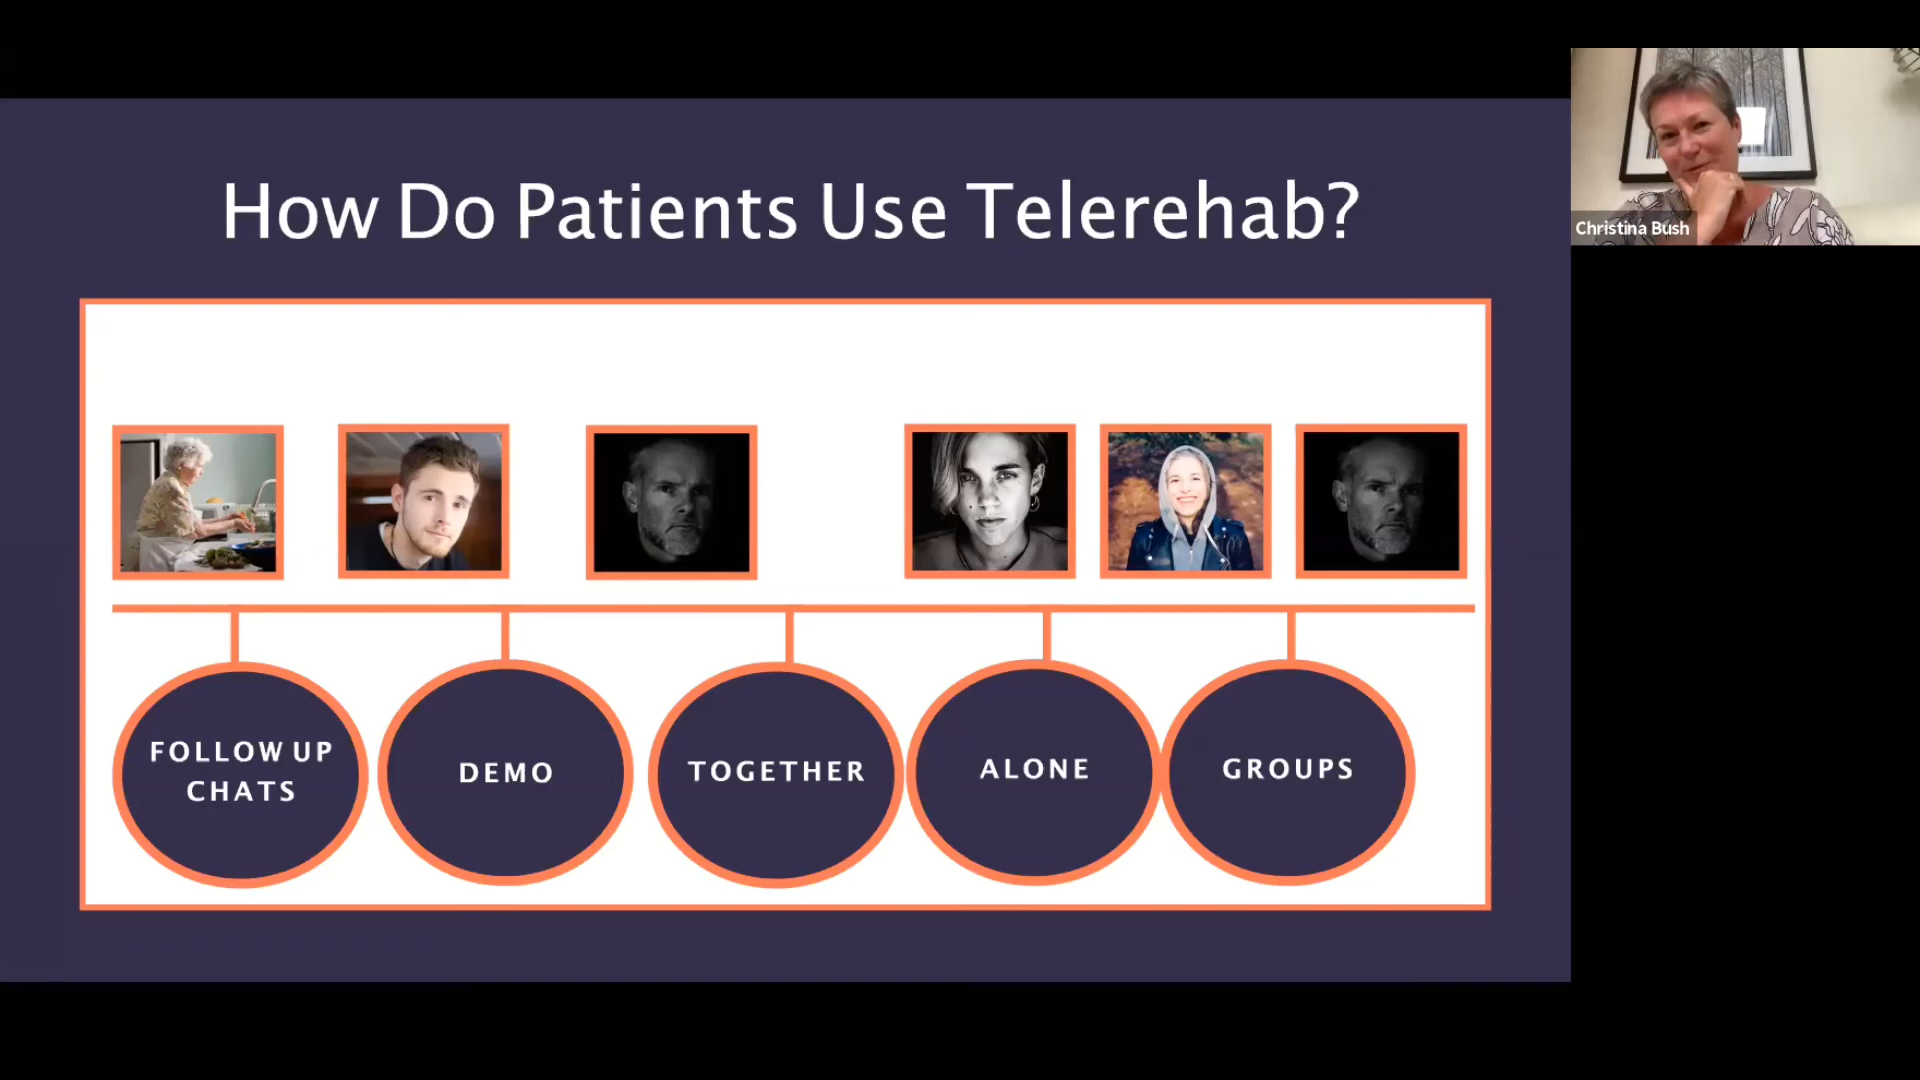 How Do Patients Use Telerehab?
Christina Bush
FOLLOW UP
CHATS
DEMO
TOGETHER
ALONE
GROUPS